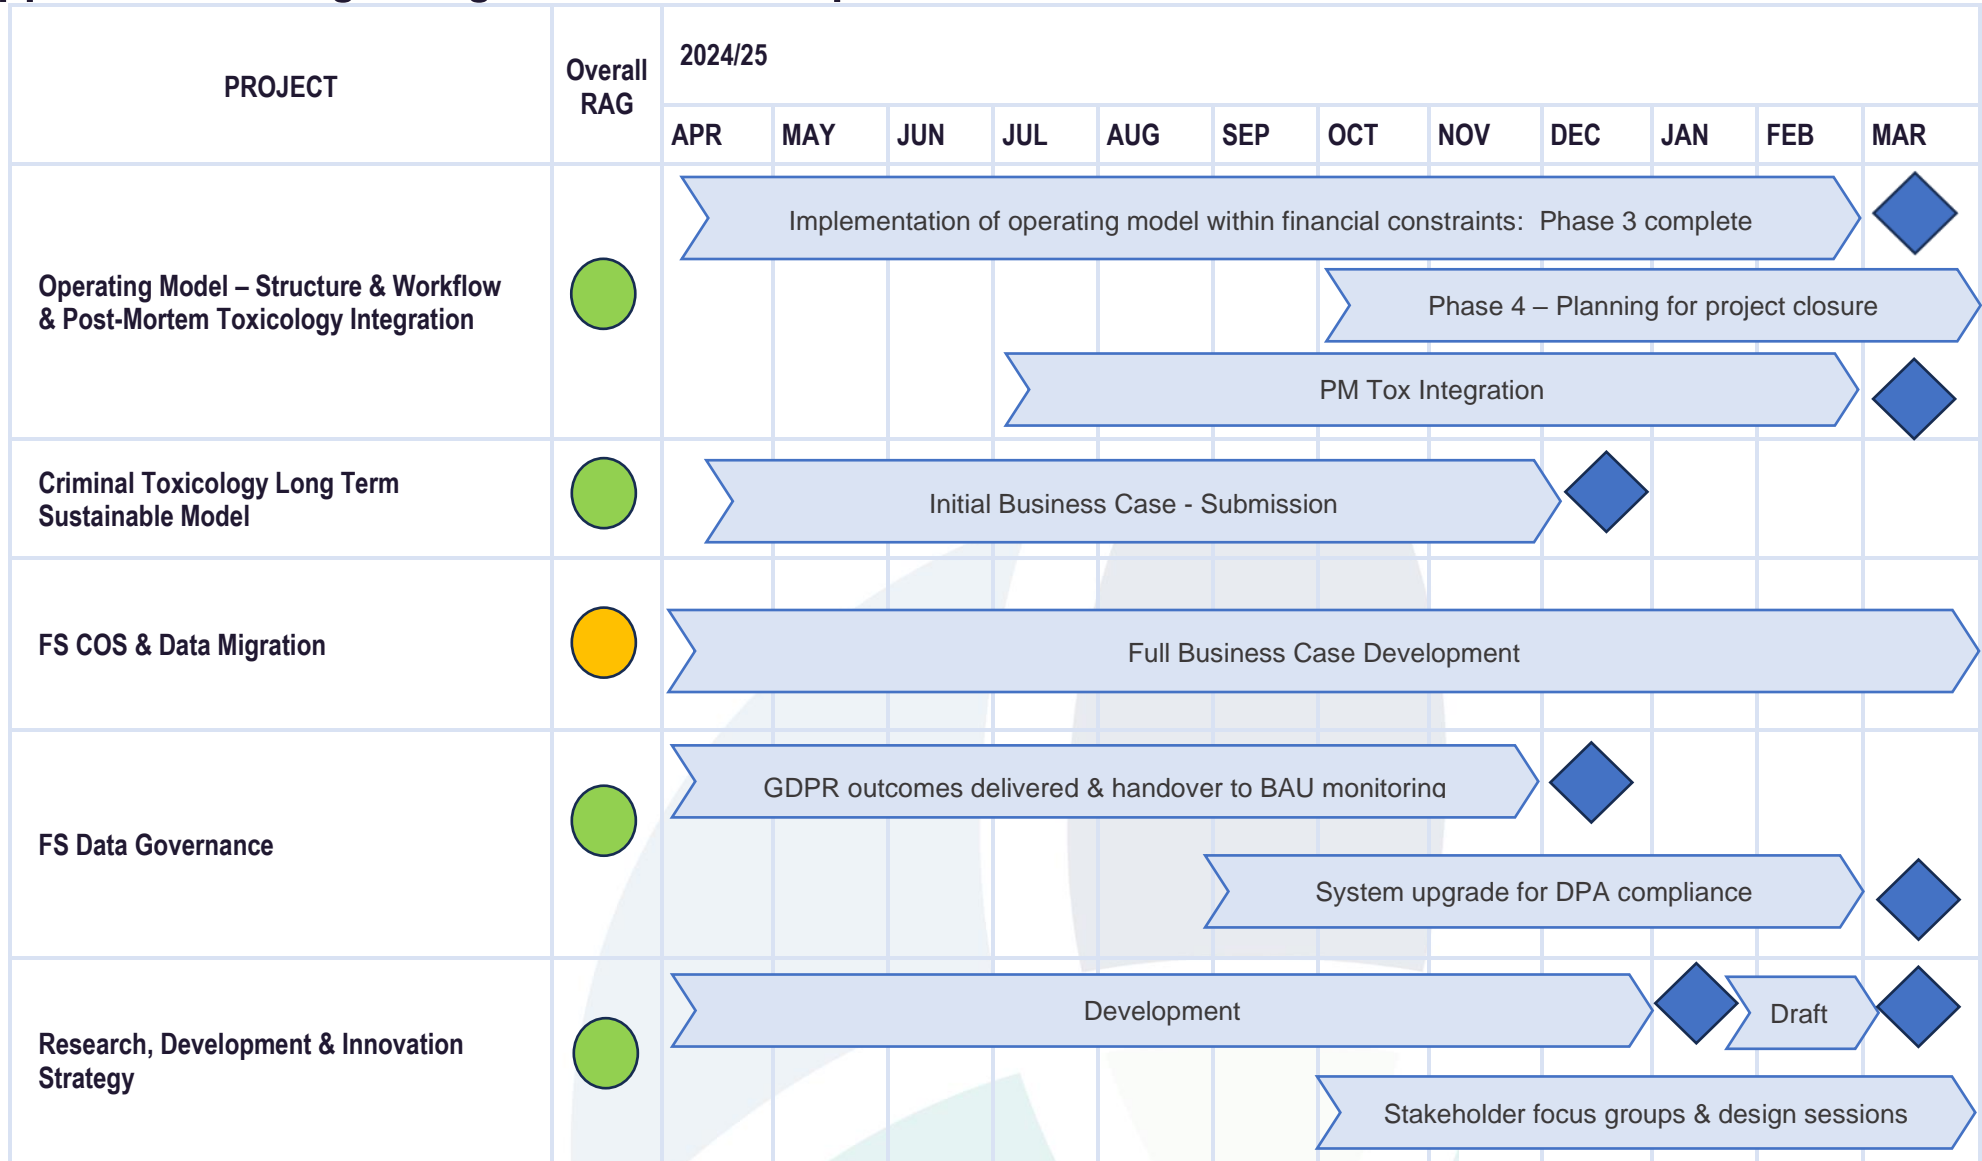 PROJECT
Overall
RAG
2024/25
APR MAY JUN JUL AUG SEP OCT NOV DEC JAN FEB MAR
Operating Model – Structure & Workflow
& Post-Mortem Toxicology Integration
Implementation of operating model within financial constraints: Phase 3 complete
Phase 4 – Planning for project closure
PM Tox Integration
Criminal Toxicology Long Term
Sustainable Model
Initial Business Case - Submission
FS COS & Data Migration
Full Business Case Development
FS Data Governance
GDPR outcomes delivered & handover to BAU monitoring
System upgrade for DPA compliance
Research, Development & Innovation
Strategy
Development
Draft
Stakeholder focus groups & design sessions